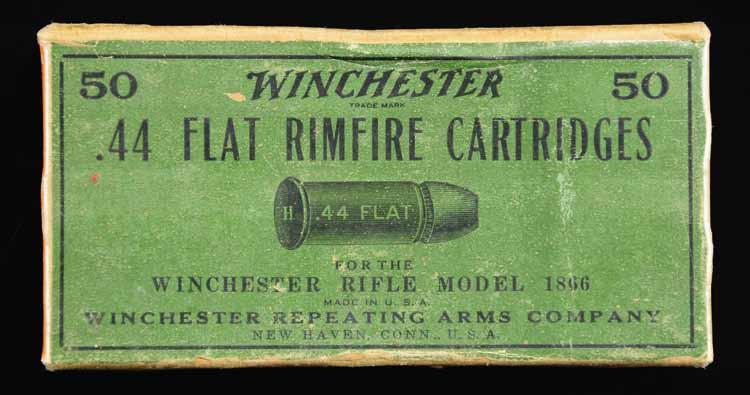 50 WINCHESTER 50
TRADE MARK
.44 FLAT RIMFIRE CARTRIDGES
H .44 FLAT
FOR THE
WINCHESTER RIFLE MODEL 1866
MADE IN U.S.A.
WINCHESTER REPEATING ARMS COMPANY
NEW HAVEN, CONN., U.S.A.